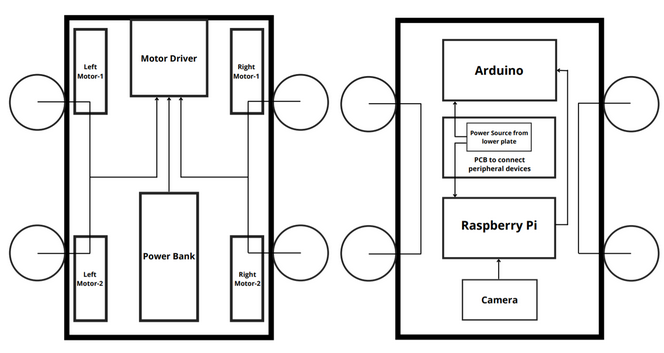 Left
Motor-1
Motor Driver
Right
Motor-1
Left
Motor-2
Power Bank
Right
Motor-2
Arduino
Power Source from
lower plate
PCB to connect
peripheral devices
Raspberry Pi
Camera